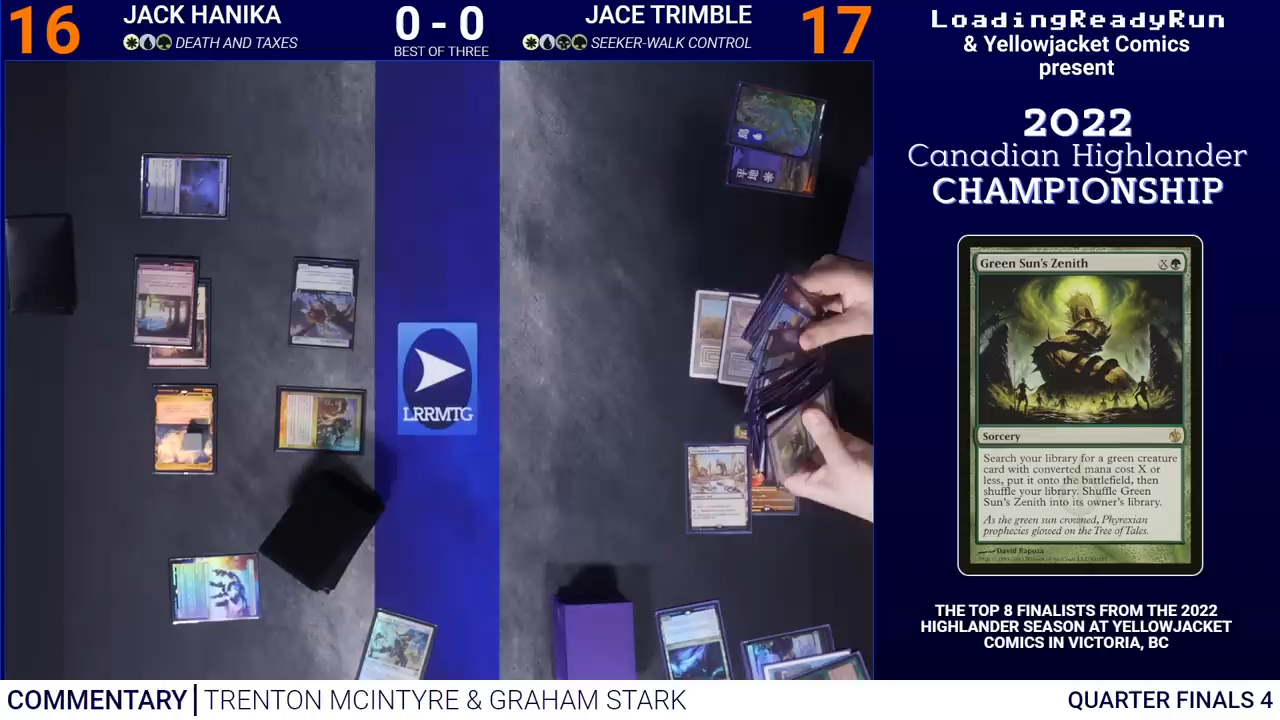 16
JACK HANIKA
DEATH AND TAXES
0 - 0
BEST OF THREE
JACE TRIMBLE
SEEKER-WALK CONTROL
17
LoadingReadyRun
& Yellowjacket Comics
present
2022
Canadian Highlander
CHAMPIONSHIP
Green Sun's Zenith
X
Sorcery
Search your library for a green creature
card with converted mana cost X or
less, put it onto the battlefield, then
shuffle your library. Shuffle Green
Sun's Zenith into its owner's library.
As the green sun crowned, Phyrexian
prophecies glowed on the Tree of Tales.
David Rapoza
THE TOP 8 FINALISTS FROM THE 2022
HIGHLANDER SEASON AT YELLOWJACKET
COMICS IN VICTORIA, BC
LRRMTG
COMMENTARY TRENTON MCINTYRE & GRAHAM STARK
QUARTER FINALS 4